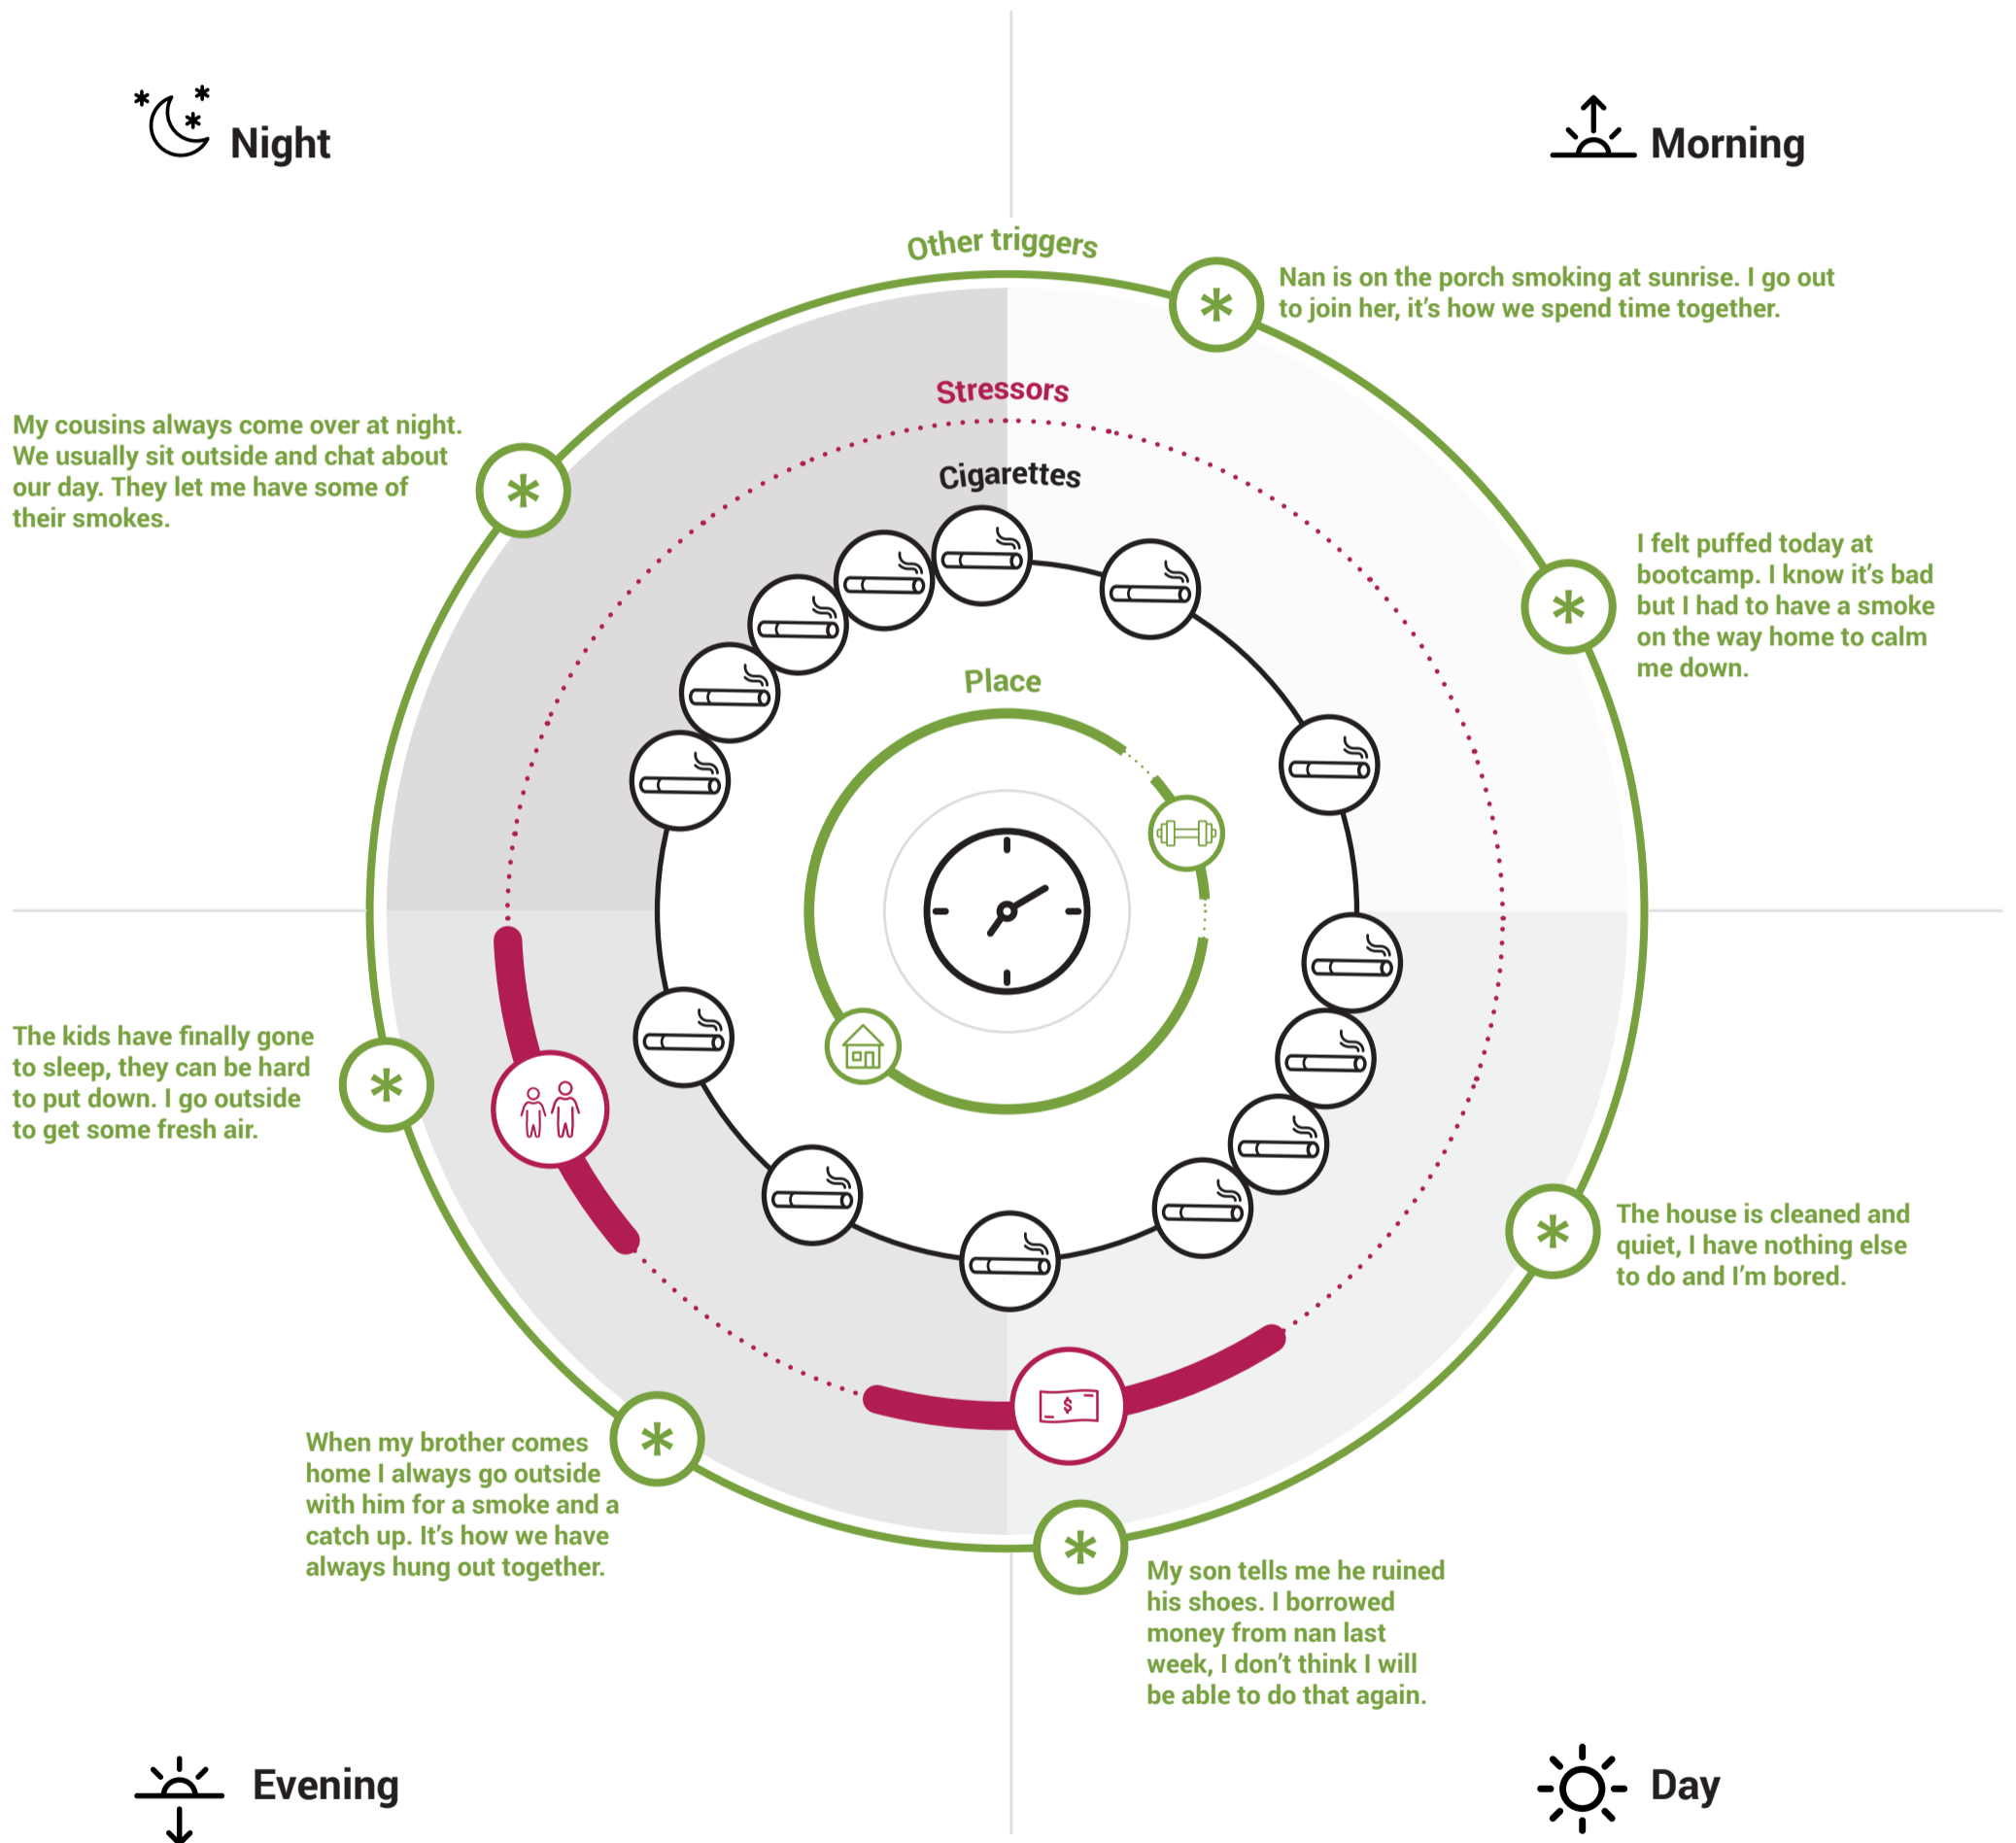 Night
Morning
Other triggers
Nan is on the porch smoking at sunrise. I go out
to join her, it’s how we spend time together.
Stressors
My cousins always come over at night.
We usually sit outside and chat about
our day. They let me have some of
their smokes.
Cigarettes
I felt puffed today at
bootcamp. I know it’s bad
but I had to have a smoke
on the way home to calm
me down.
Place
The kids have finally gone
to sleep, they can be hard
to put down. I go outside
to get some fresh air.
The house is cleaned and
quiet, I have nothing else
to do and I’m bored.
$
When my brother comes
home I always go outside
with him for a smoke and a
catch up. It’s how we have
always hung out together.
My son tells me he ruined
his shoes. I borrowed
money from nan last
week, I don’t think I will
be able to do that again.
Evening
Day